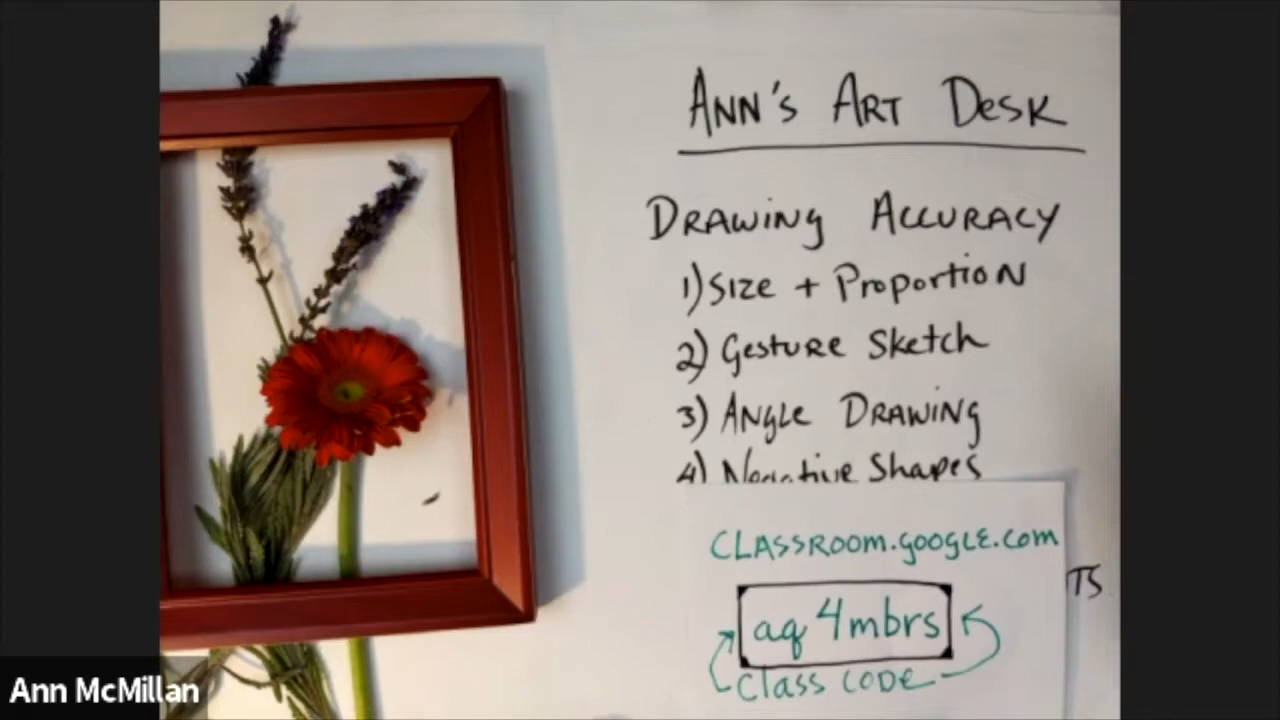 Ann's Art Desk
Drawing Accuracy
1) Size + Proportion
2) Gesture Sketch
3) Angle Drawing
4) Negative Shapes
CLASSROOM.google.com
TS
aq4mbrs
Class code
Ann McMillan